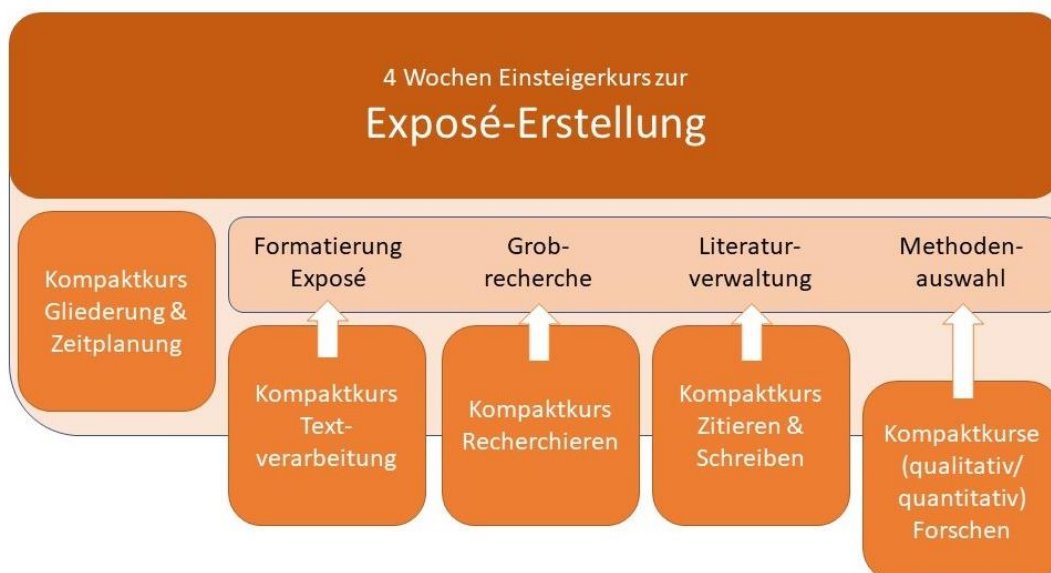 4 Wochen Einsteigerkurs zur
Exposé-Erstellung
Kompaktkurs
Gliederung &
Zeitplanung
Formatierung
Exposé
Grob-
recherche
Literatur-
verwaltung
Methoden-
auswahl
Kompaktkurs
Text-
verarbeitung
Kompaktkurs
Recherchieren
Kompaktkurs
Zitieren &
Schreiben
Kompaktkurse
(qualitativ/
quantitativ)
Forschen